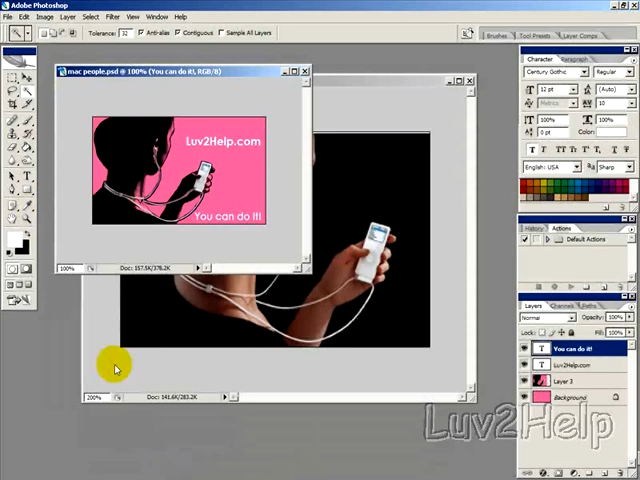 Adobe Photoshop
File Edit Image Layer Select Filter View Window Help
Tolerance: 32 Anti-alias Contiguous Sample All Layers
Brushes Tool Presets Layer Comps
mac people.psd @ 100% (You can do it!, RGB/8)
Luv2Help.com
You can do it!
100% Doc: 157.5K/378.2K
200% Doc: 141.6K/283.2K
Character Paragraph
Century Gothic Regular
12 pt (Auto)
Metrics 10
100% 100%
0 pt Color:
T T TT Tt T T T T
English: USA Sharp
History Actions
Default Actions
Layers Channels Paths
Normal Opacity: 100%
Lock: Fill: 100%
T You can do it!
T Luv2Help.com
Layer 3
Background
Luv2Help